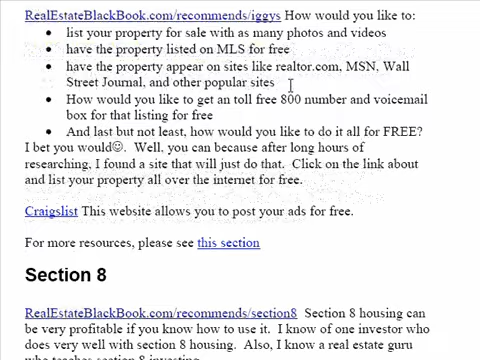 RealEstateBlackBook.com/recommends/iggys How would you like to:
• list your property for sale with as many photos and videos
• have the property listed on MLS for free
• have the property appear on sites like realtor.com, MSN, Wall
Street Journal, and other popular sites
• How would you like to get an toll free 800 number and voicemail
box for that listing for free
• And last but not least, how would you like to do it all for FREE?
I bet you would☺. Well, you can because after long hours of
researching, I found a site that will just do that. Click on the link about
and list your property all over the internet for free.
Craigslist This website allows you to post your ads for free.
For more resources, please see this section
Section 8
RealEstateBlackBook.com/recommends/section8 Section 8 housing can
be very profitable if you know how to use it. I know of one investor who
does very well with section 8 housing. Also, I know a real estate guru
who teaches section 8 investing.